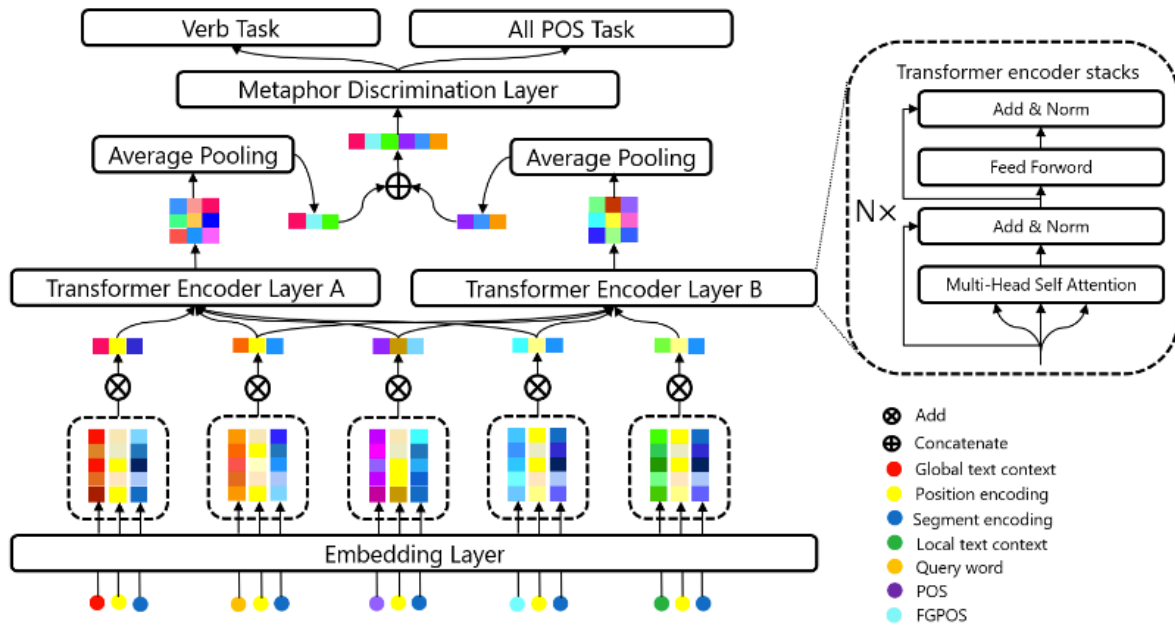 Verb Task
All POS Task
Metaphor Discrimination Layer
Average Pooling
Average Pooling
Transformer Encoder Layer A
Transformer Encoder Layer B
Embedding Layer
Transformer encoder stacks
Add & Norm
Feed Forword
N×
Add & Norm
Multi-Head Self Attention
Add
Concatenate
Global text context
Position encoding
Segment encoding
Local text context
Query word
POS
FGPOS